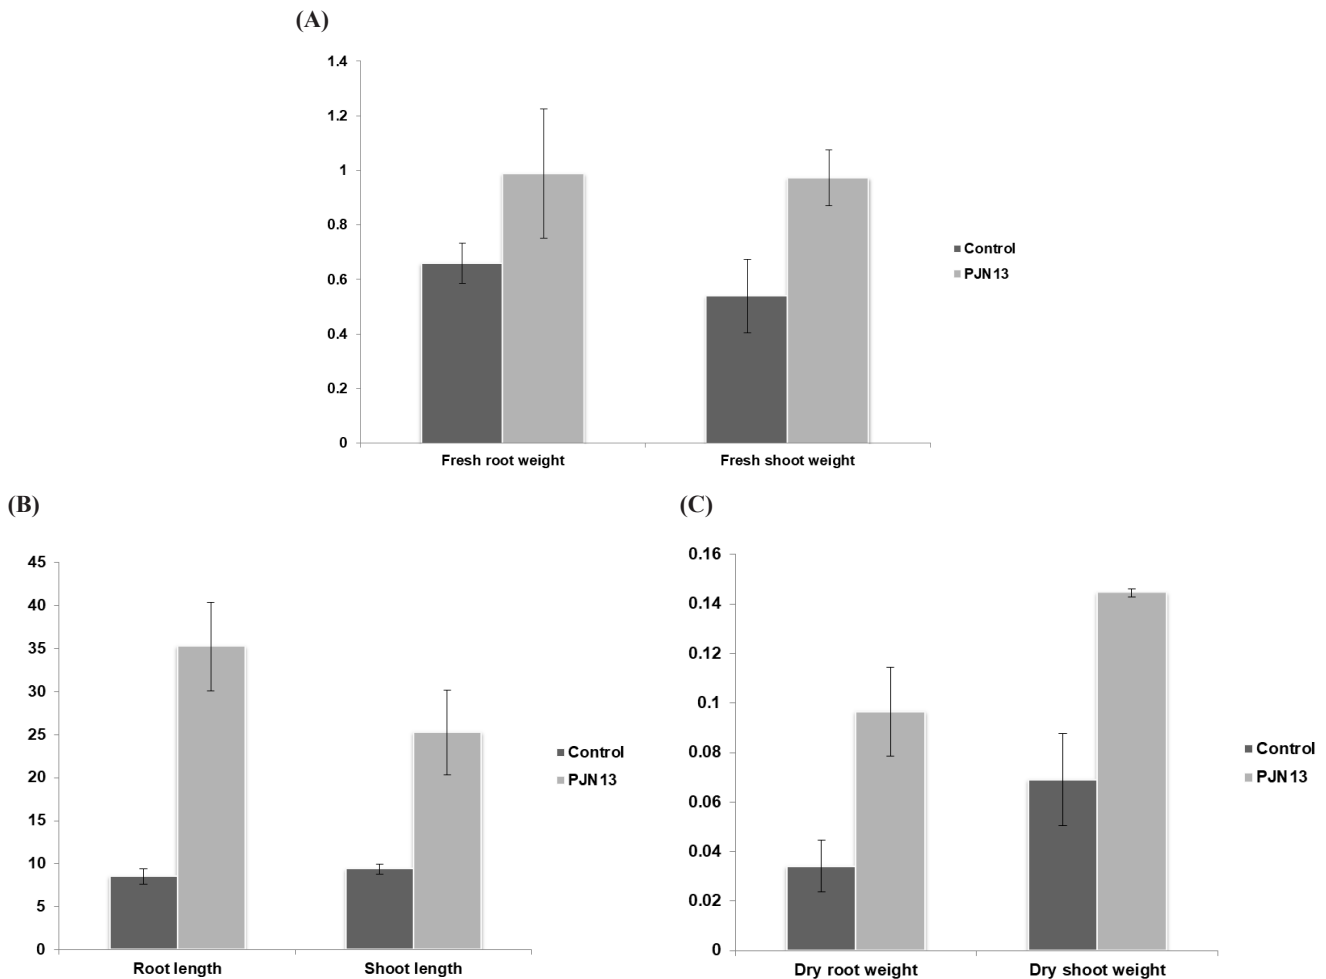 (A)
1.4
1.2
1
0.8
0.6
0.4
0.2
0
Fresh root weight
Fresh shoot weight
Control
PJN13
(B)
45
40
35
30
25
20
15
10
5
0
Root length
Shoot length
Control
PJN13
(C)
0.16
0.14
0.12
0.1
0.08
0.06
0.04
0.02
0
Dry root weight
Dry shoot weight
Control
PJN13